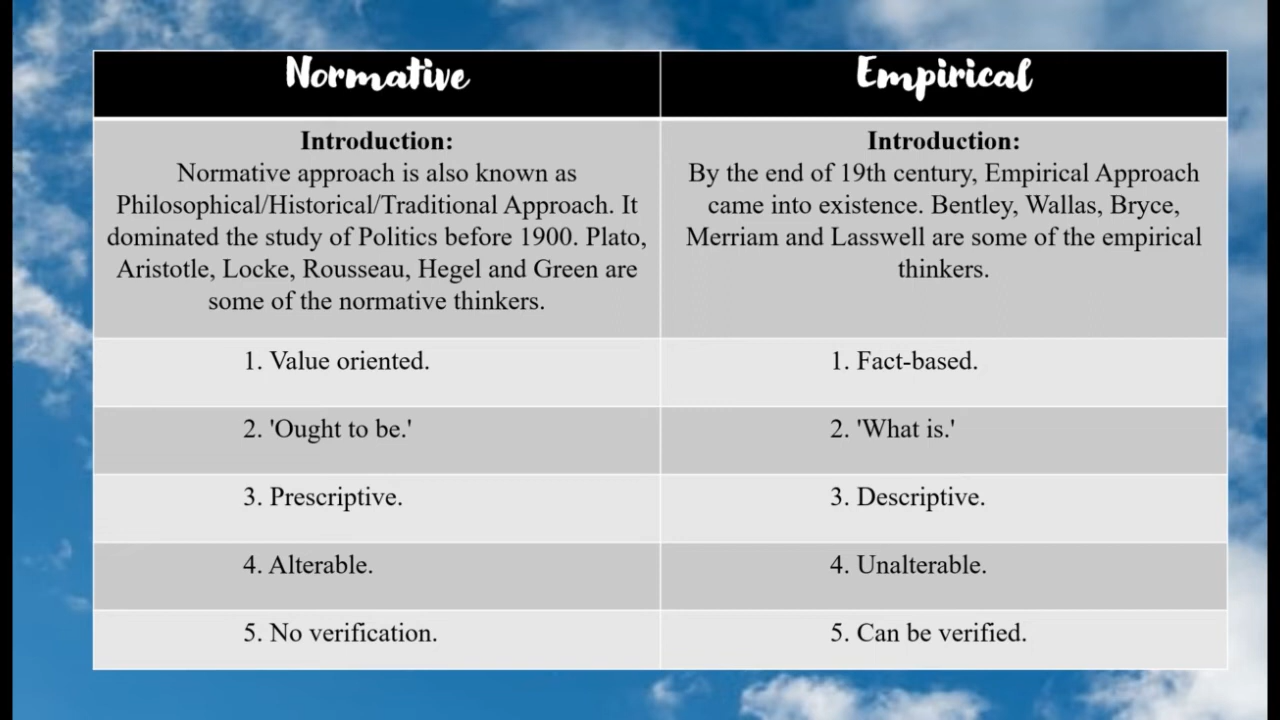 Normative
Empirical
Introduction:
Normative approach is also known as
Philosophical/Historical/Traditional Approach. It
dominated the study of Politics before 1900. Plato,
Aristotle, Locke, Rousseau, Hegel and Green are
some of the normative thinkers.
Introduction:
By the end of 19th century, Empirical Approach
came into existence. Bentley, Wallas, Bryce,
Merriam and Lasswell are some of the empirical
thinkers.
1. Value oriented.
1. Fact-based.
2. 'Ought to be.'
2. 'What is.'
3. Prescriptive.
3. Descriptive.
4. Alterable.
4. Unalterable.
5. No verification.
5. Can be verified.